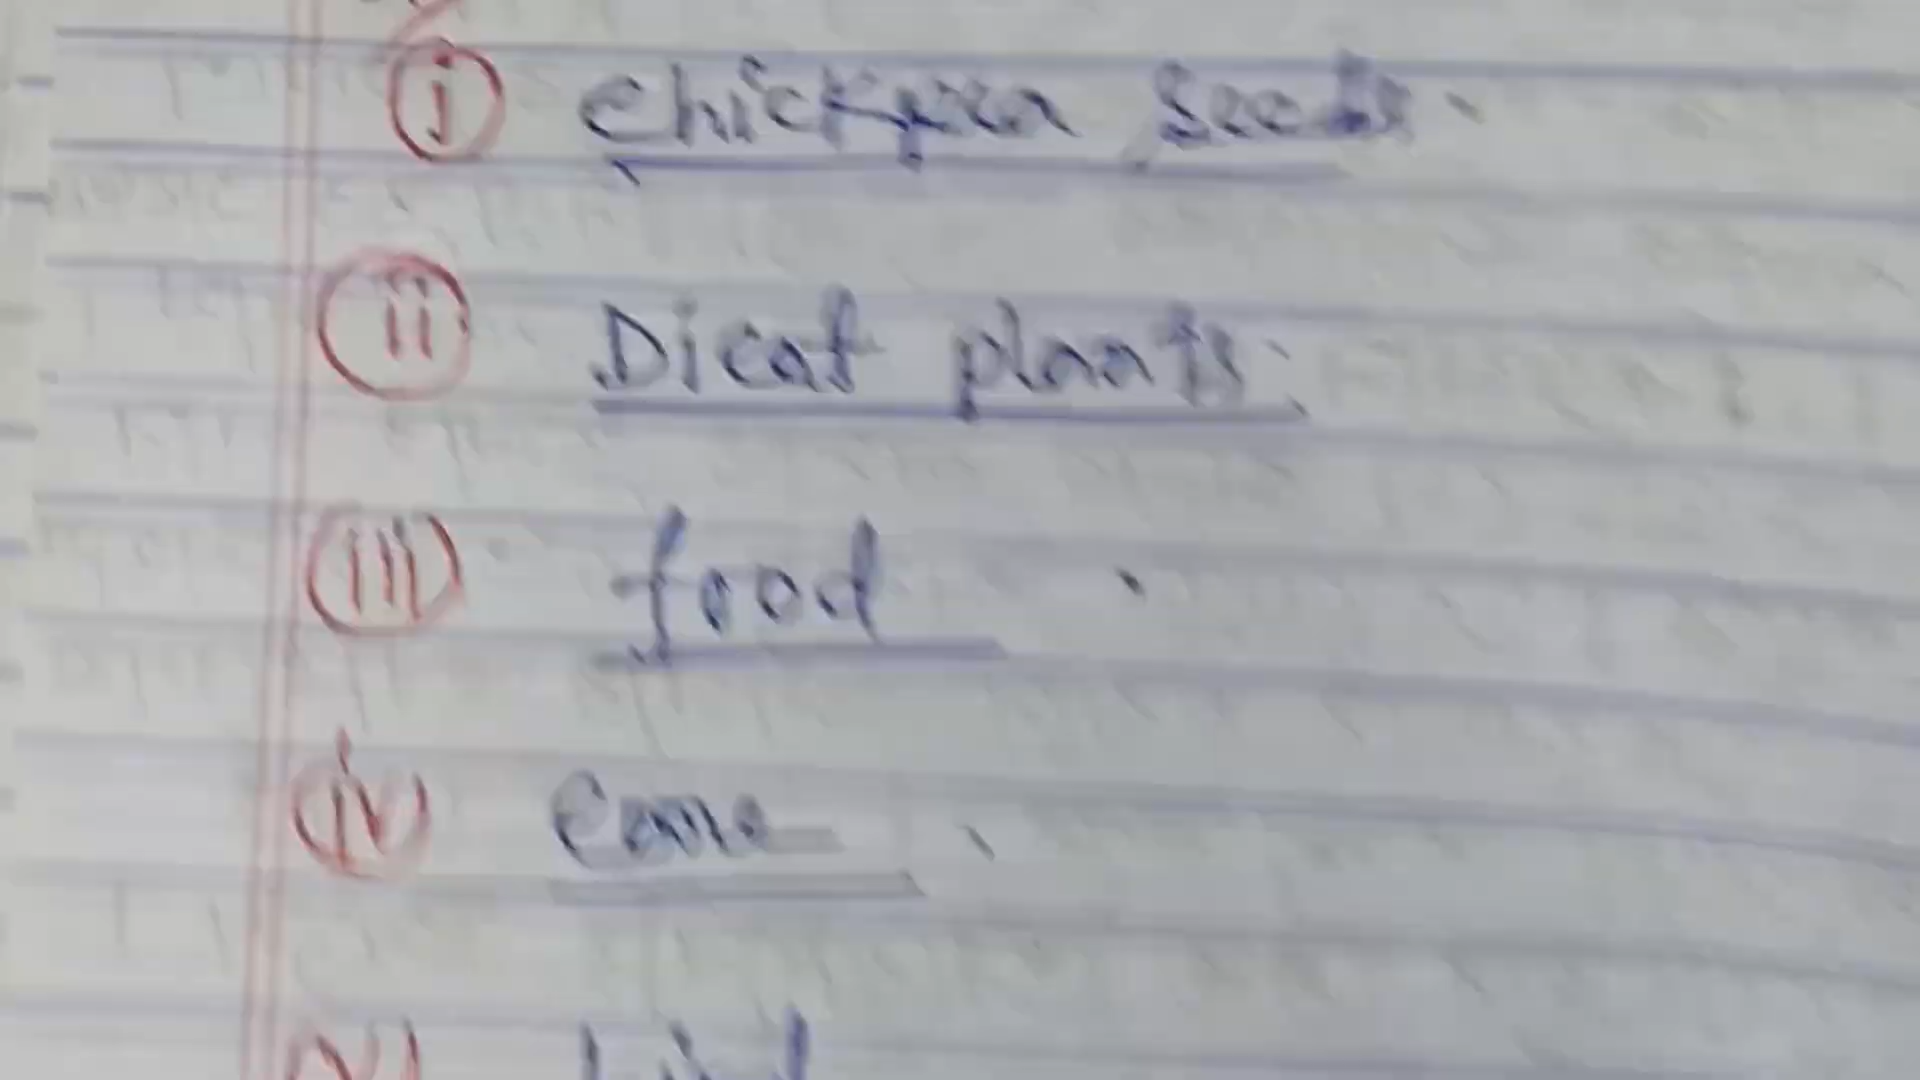 i chickpea seeds.
ii Dicot plants.
iii food
iv Cone